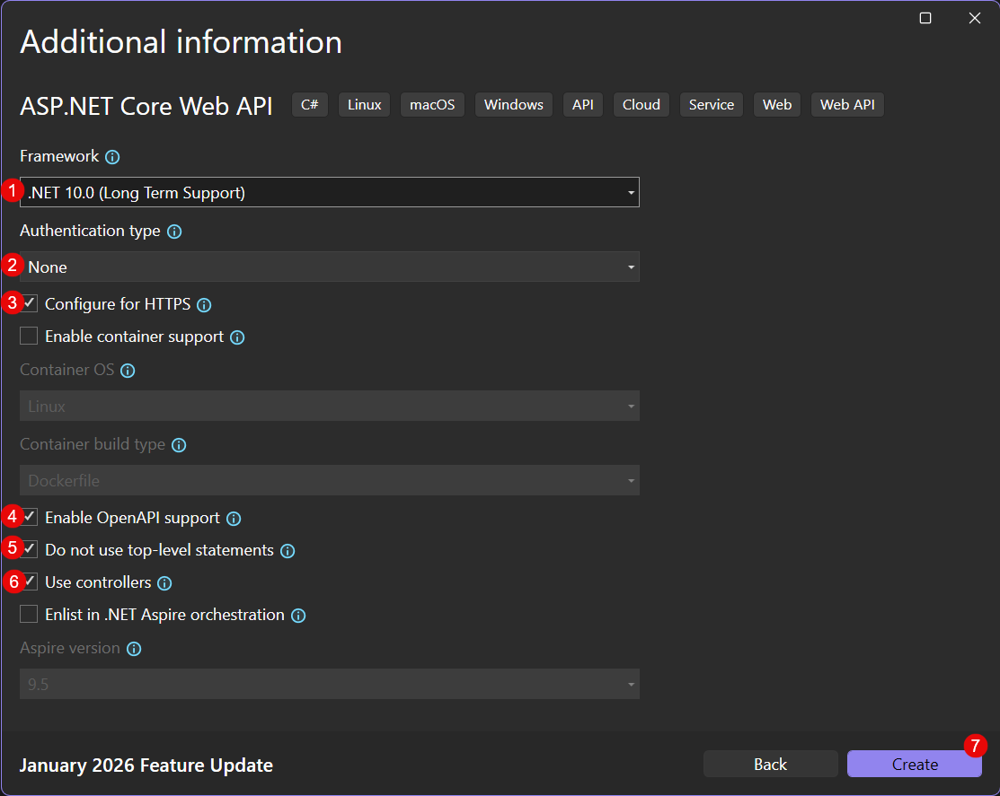 Additional information
ASP.NET Core Web API C# Linux macOS Windows API Cloud Service Web Web API
Framework
1 .NET 10.0 (Long Term Support)
Authentication type
2 None
3 Configure for HTTPS
Enable container support
Container OS
Linux
Container build type
Dockerfile
4 Enable OpenAPI support
5 Do not use top-level statements
6 Use controllers
Enlist in .NET Aspire orchestration
Aspire version
9.5
7
January 2026 Feature Update Back Create